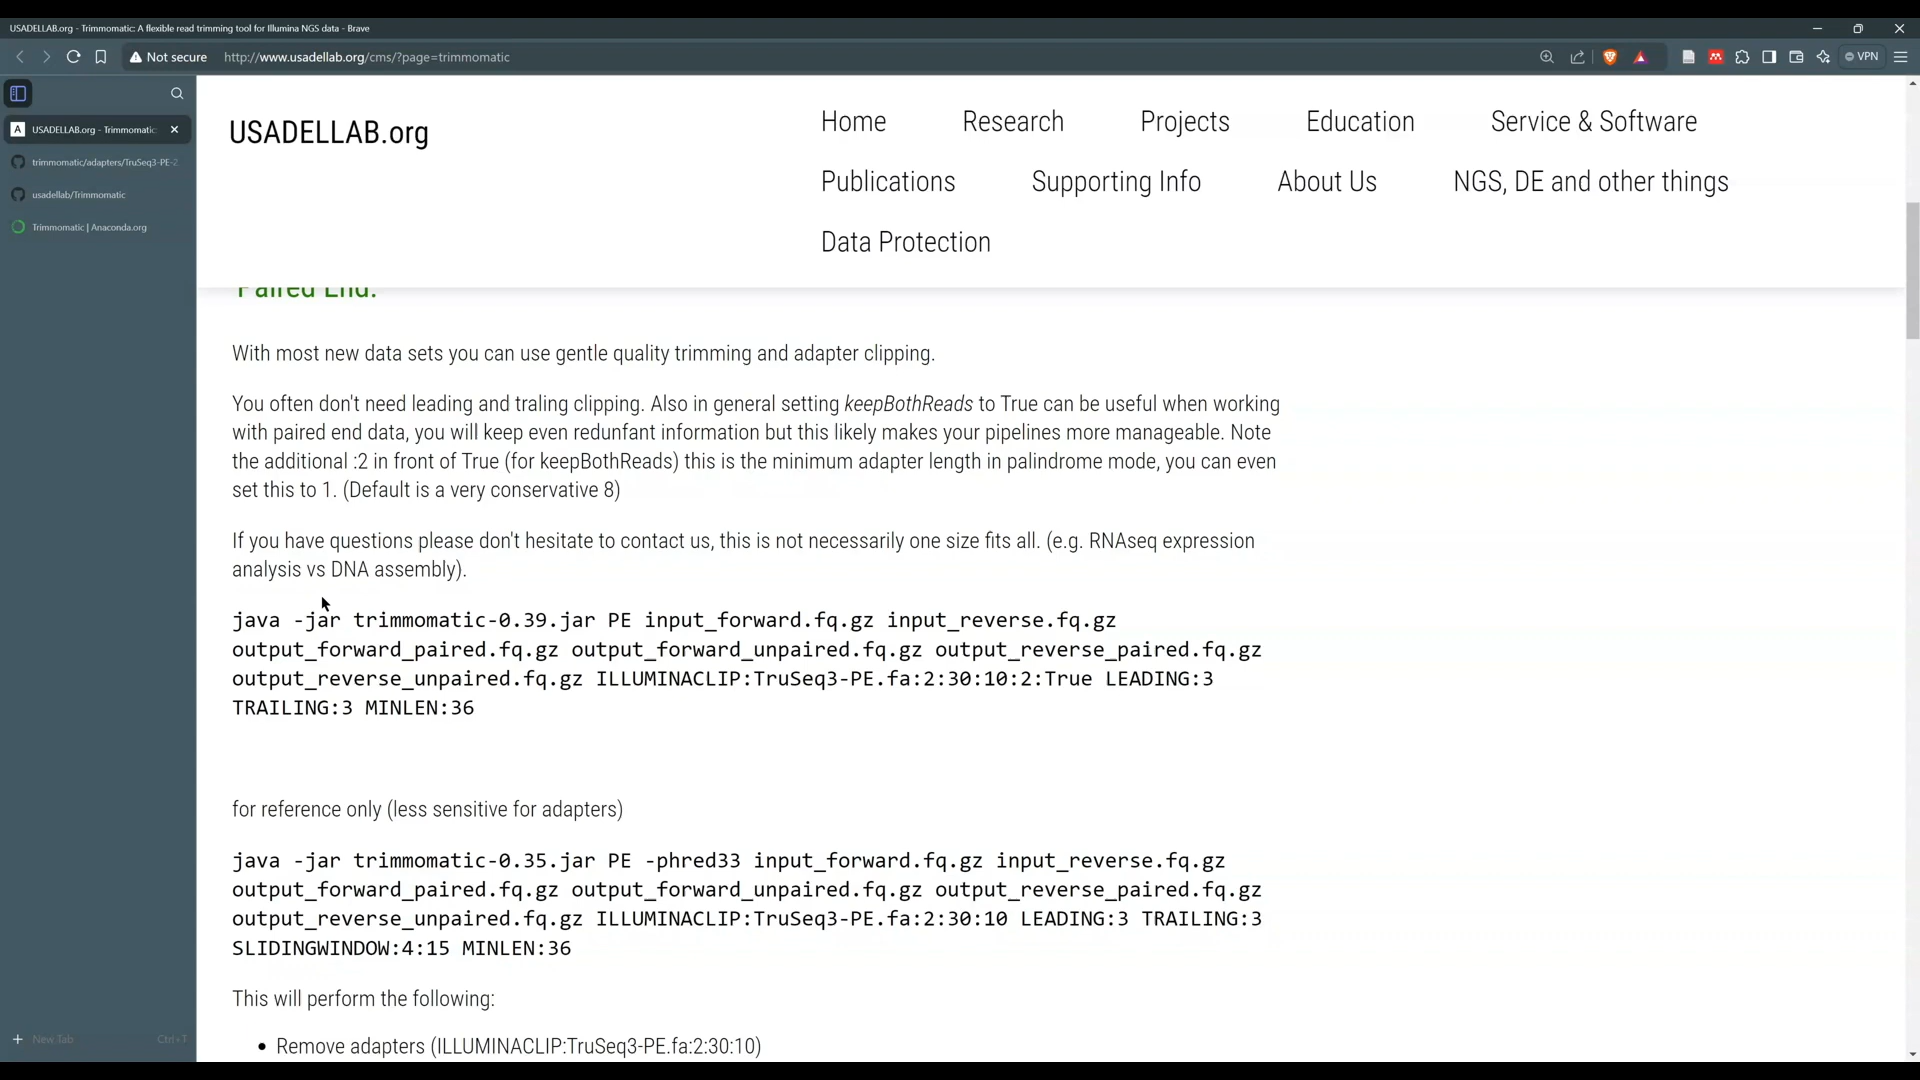 USADELLAB.org - Trimmomatic: A flexible read trimming tool for Illumina NGS data - Brave
Not secure http://www.usadellab.org/cms/?page=trimmomatic
VPN
USADELLAB.org - Trimmomatic:
trimmomatic/adapters/TruSeq3-PE-2
usadellab/Trimmomatic
Trimmomatic | Anaconda.org
New Tab Ctrl+T
USADELLAB.org
Home Research Projects Education Service & Software
Publications Supporting Info About Us NGS, DE and other things
Data Protection
Paired End:
With most new data sets you can use gentle quality trimming and adapter clipping.
You often don't need leading and traling clipping. Also in general setting keepBothReads to True can be useful when working
with paired end data, you will keep even redunfant information but this likely makes your pipelines more manageable. Note
the additional :2 in front of True (for keepBothReads) this is the minimum adapter length in palindrome mode, you can even
set this to 1. (Default is a very conservative 8)
If you have questions please don't hesitate to contact us, this is not necessarily one size fits all. (e.g. RNAseq expression
analysis vs DNA assembly).
java -jar trimmomatic-0.39.jar PE input_forward.fq.gz input_reverse.fq.gz
output_forward_paired.fq.gz output_forward_unpaired.fq.gz output_reverse_paired.fq.gz
output_reverse_unpaired.fq.gz ILLUMINACLIP:TruSeq3-PE.fa:2:30:10:2:True LEADING:3
TRAILING:3 MINLEN:36
for reference only (less sensitive for adapters)
java -jar trimmomatic-0.35.jar PE -phred33 input_forward.fq.gz input_reverse.fq.gz
output_forward_paired.fq.gz output_forward_unpaired.fq.gz output_reverse_paired.fq.gz
output_reverse_unpaired.fq.gz ILLUMINACLIP:TruSeq3-PE.fa:2:30:10 LEADING:3 TRAILING:3
SLIDINGWINDOW:4:15 MINLEN:36
This will perform the following:
• Remove adapters (ILLUMINACLIP:TruSeq3-PE.fa:2:30:10)